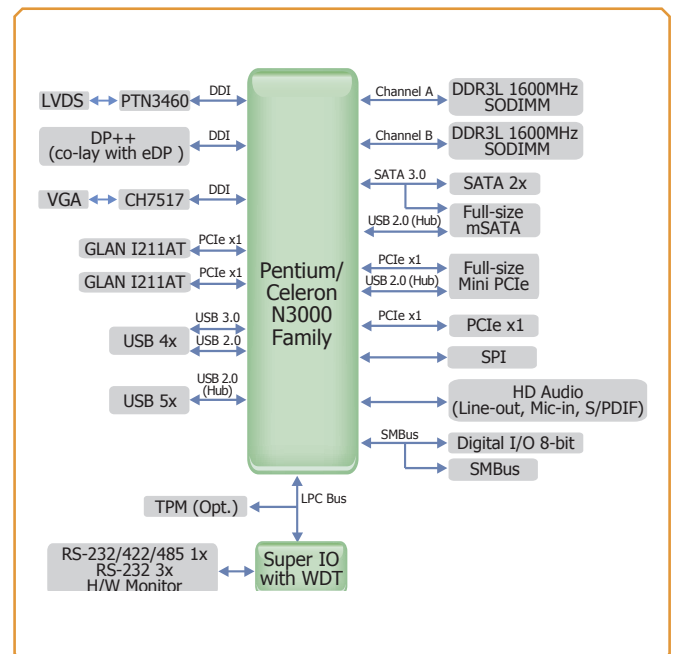 LVDS
PTN3460
DDI
DP++
(co-lay with eDP )
DDI
VGA
CH7517
DDI
GLAN I211AT
PCIe x1
GLAN I211AT
PCIe x1
USB 4x
USB 3.0
USB 2.0
USB 5x
USB 2.0
(Hub)
Pentium/
Celeron
N3000
Family
Channel A
DDR3L 1600MHz
SODIMM
Channel B
DDR3L 1600MHz
SODIMM
SATA 3.0
SATA 2x
USB 2.0 (Hub)
Full-size
mSATA
PCIe x1
USB 2.0 (Hub)
Full-size
Mini PCIe
PCIe x1
PCIe x1
SPI
HD Audio
(Line-out, Mic-in, S/PDIF)
SMBus
Digital I/O 8-bit
SMBus
TPM (Opt.)
LPC Bus
RS-232/422/485 1x
RS-232 3x
H/W Monitor
Super IO
with WDT